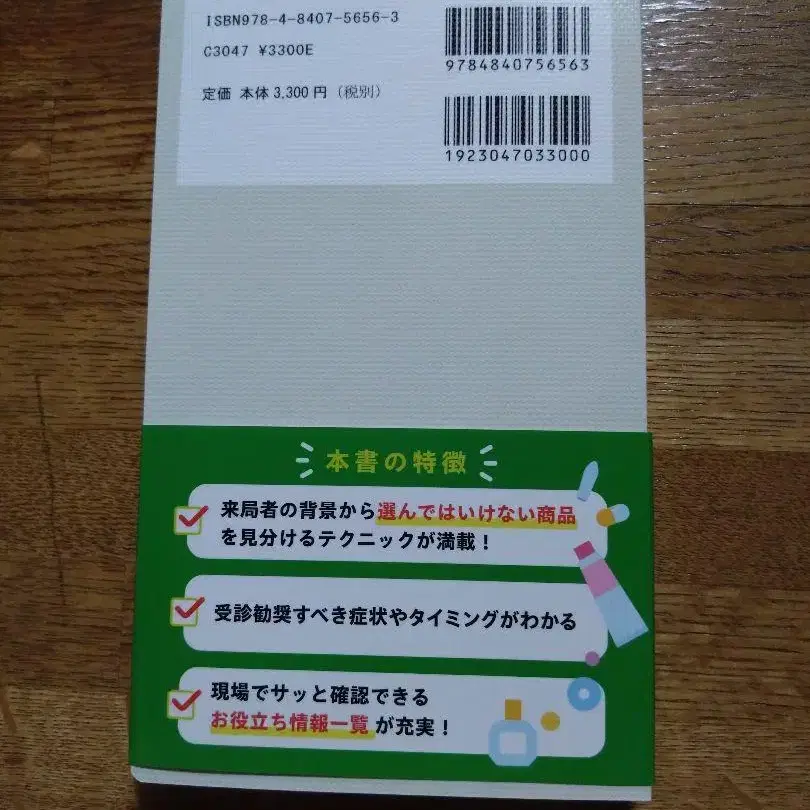 ISBN978-4-8407-5656-3
C3047 ¥3300E
定価 本体3,300円（税別）
9784840756563
1923047033000
本書の特徴
来局者の背景から選んではいけない商品
を見分けるテクニックが満載！
受診勧奨すべき症状やタイミングがわかる
現場でサッと確認できる
お役立ち情報一覧が充実！